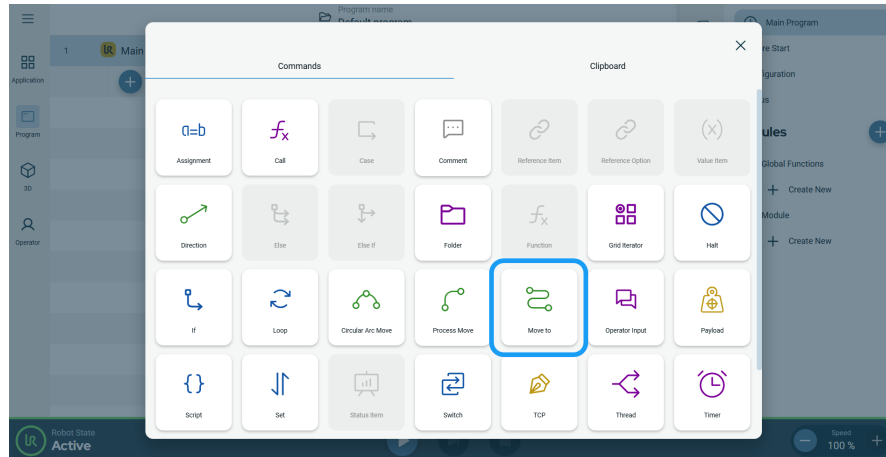 Program name
Default program
Main Program
1 Main
re Start
Application
iguration
us
Program
ules
Global Functions
3D
Create New
Module
Operator
Create New
Commands
Clipboard
a=b
Assignment
Call
Case
Comment
Reference Item
Reference Option
(x)
Value Item
Direction
Else
Else If
Folder
Function
Grid Iterator
Halt
If
Loop
Circular Arc Move
Process Move
Move to
Operator Input
Payload
{}
Script
Set
Status Item
Switch
TCP
Thread
Timer
Robot State
Active
Speed
100 %